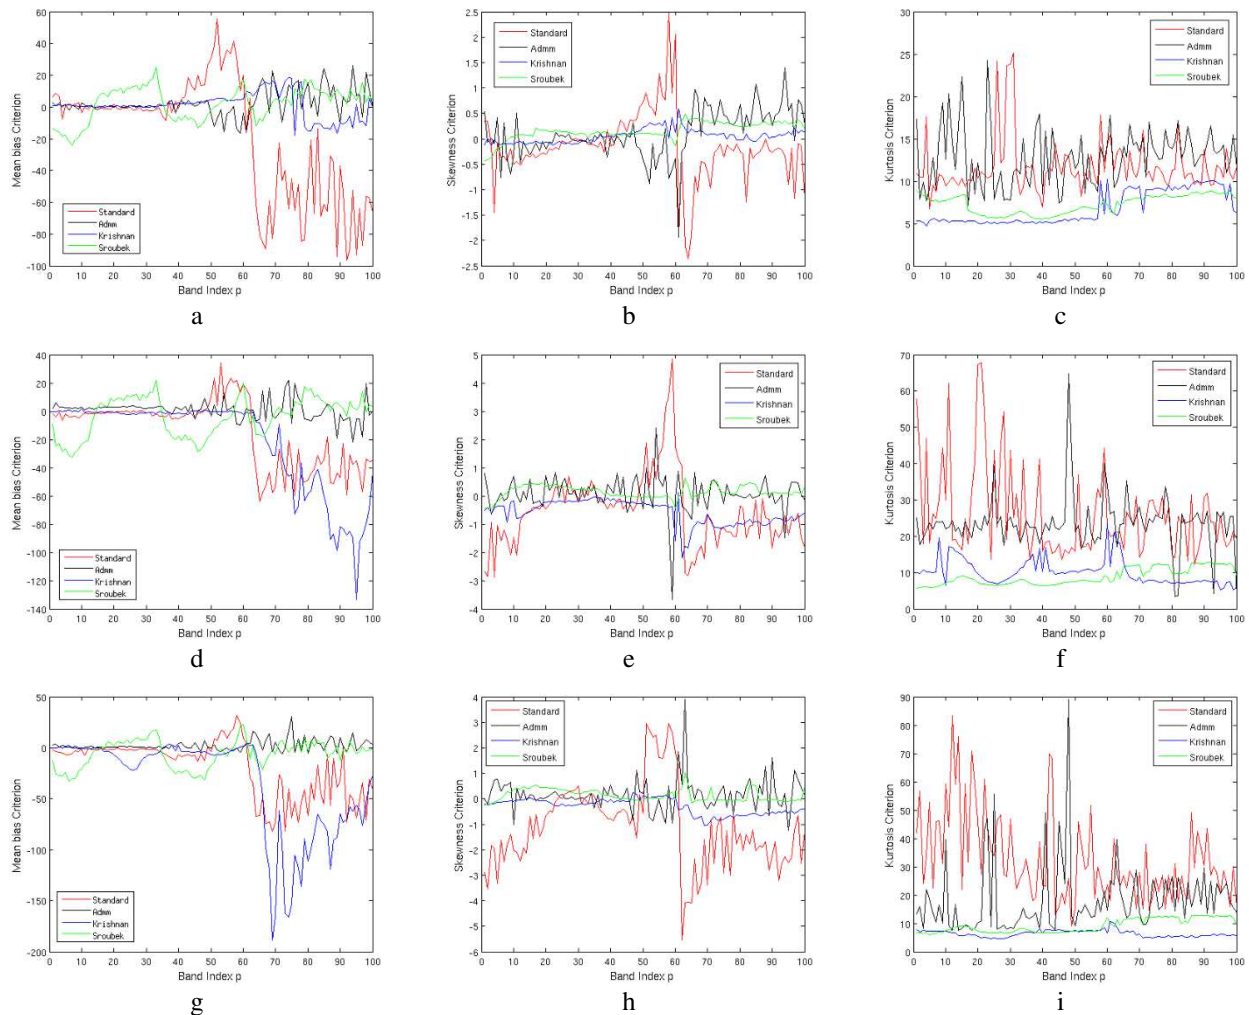 60
40
20
0
-20
-40
-60
-80
-100
Mean bias Criterion
Standard
Admm
Krishnan
Sroubek
0 10 20 30 40 50 60 70 80 90 100
Band Index p
a
2.5
2
1.5
1
0.5
0
-0.5
-1
-1.5
-2
-2.5
Skewness Criterion
Standard
Admm
Krishnan
Sroubek
0 10 20 30 40 50 60 70 80 90 100
Band Index p
b
30
25
20
15
10
5
0
Kurtosis Criterion
Standard
Admm
Krishnan
Sroubek
0 10 20 30 40 50 60 70 80 90 100
Band Index p
c
40
20
0
-20
-40
-60
-80
-100
-120
-140
Mean bias Criterion
Standard
Admm
Krishnan
Sroubek
0 10 20 30 40 50 60 70 80 90 100
Band Index p
d
5
4
3
2
1
0
-1
-2
-3
-4
Skewness Criterion
Standard
Admm
Krishnan
Sroubek
0 10 20 30 40 50 60 70 80 90 100
Band Index p
e
70
60
50
40
30
20
10
0
Kurtosis Criterion
Standard
Admm
Krishnan
Sroubek
0 10 20 30 40 50 60 70 80 90 100
Band Index p
f
50
0
-50
-100
-150
-200
Mean bias Criterion
Standard
Admm
Krishnan
Sroubek
0 10 20 30 40 50 60 70 80 90 100
Band Index p
g
4
3
2
1
0
-1
-2
-3
-4
-5
-6
Skewness Criterion
Standard
Admm
Krishnan
Sroubek
0 10 20 30 40 50 60 70 80 90 100
Band Index p
h
90
80
70
60
50
40
30
20
10
0
Kurtosis Criterion
Standard
Admm
Krishnan
Sroubek
0 10 20 30 40 50 60 70 80 90 100
Band Index p
i